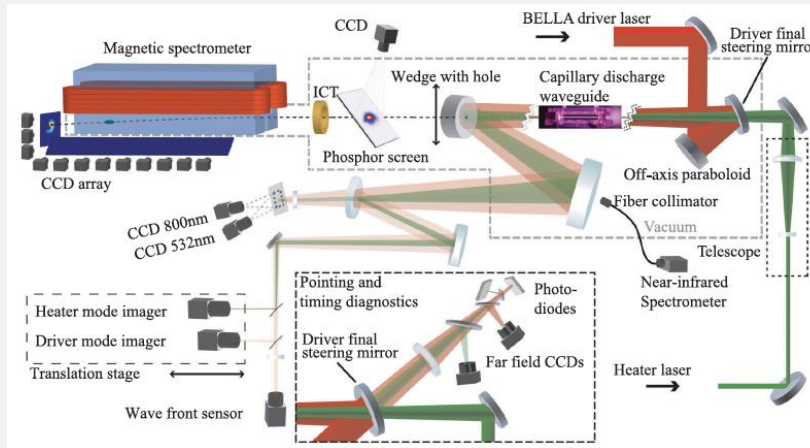 CCD
BELLA driver laser
Driver final
steering mirror
Magnetic spectrometer
ICT
Wedge with hole
Capillary discharge
waveguide
Phosphor screen
Off-axis paraboloid
CCD array
Fiber collimator
Vacuum
CCD 800nm
CCD 532nm
Telescope
Near-infrared
Spectrometer
Pointing and
timing diagnostics
Photo-
diodes
Heater mode imager
Driver final
steering mirror
Driver mode imager
Far field CCDs
Translation stage
Heater laser
Wave front sensor